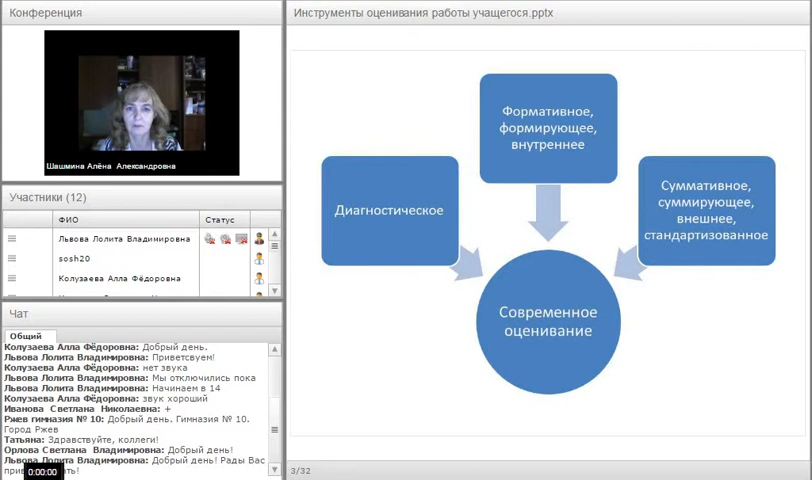 Конференция
Шашмина Алёна Александровна
Участники (12)
ФИО
Статус
Львова Лолита Владимировна
sosh20
Колузаева Алла Фёдоровна
Чат
Общий
Колузаева Алла Фёдоровна: Добрый день.
Львова Лолита Владимировна: Приветсвуем!
Колузаева Алла Фёдоровна: нет звука
Львова Лолита Владимировна: Мы отключились пока
Львова Лолита Владимировна: Начинаем в 14
Колузаева Алла Фёдоровна: звук хороший
Иванова Светлана Николаевна: +
Ржев гимназия № 10: Добрый день. Гимназия № 10.
Город Ржев
Татьяна: Здравствуйте, коллеги!
Орлова Светлана Владимировна: Добрый день!
Львова Лолита Владимировна: Добрый день! Рады Вас
0:00:00
Инструменты оценивания работы учащегося.pptx
Формативное,
формирующее,
внутреннее
Диагностическое
Суммативное,
суммирующее,
внешнее,
стандартизованное
Современное
оценивание
3/32